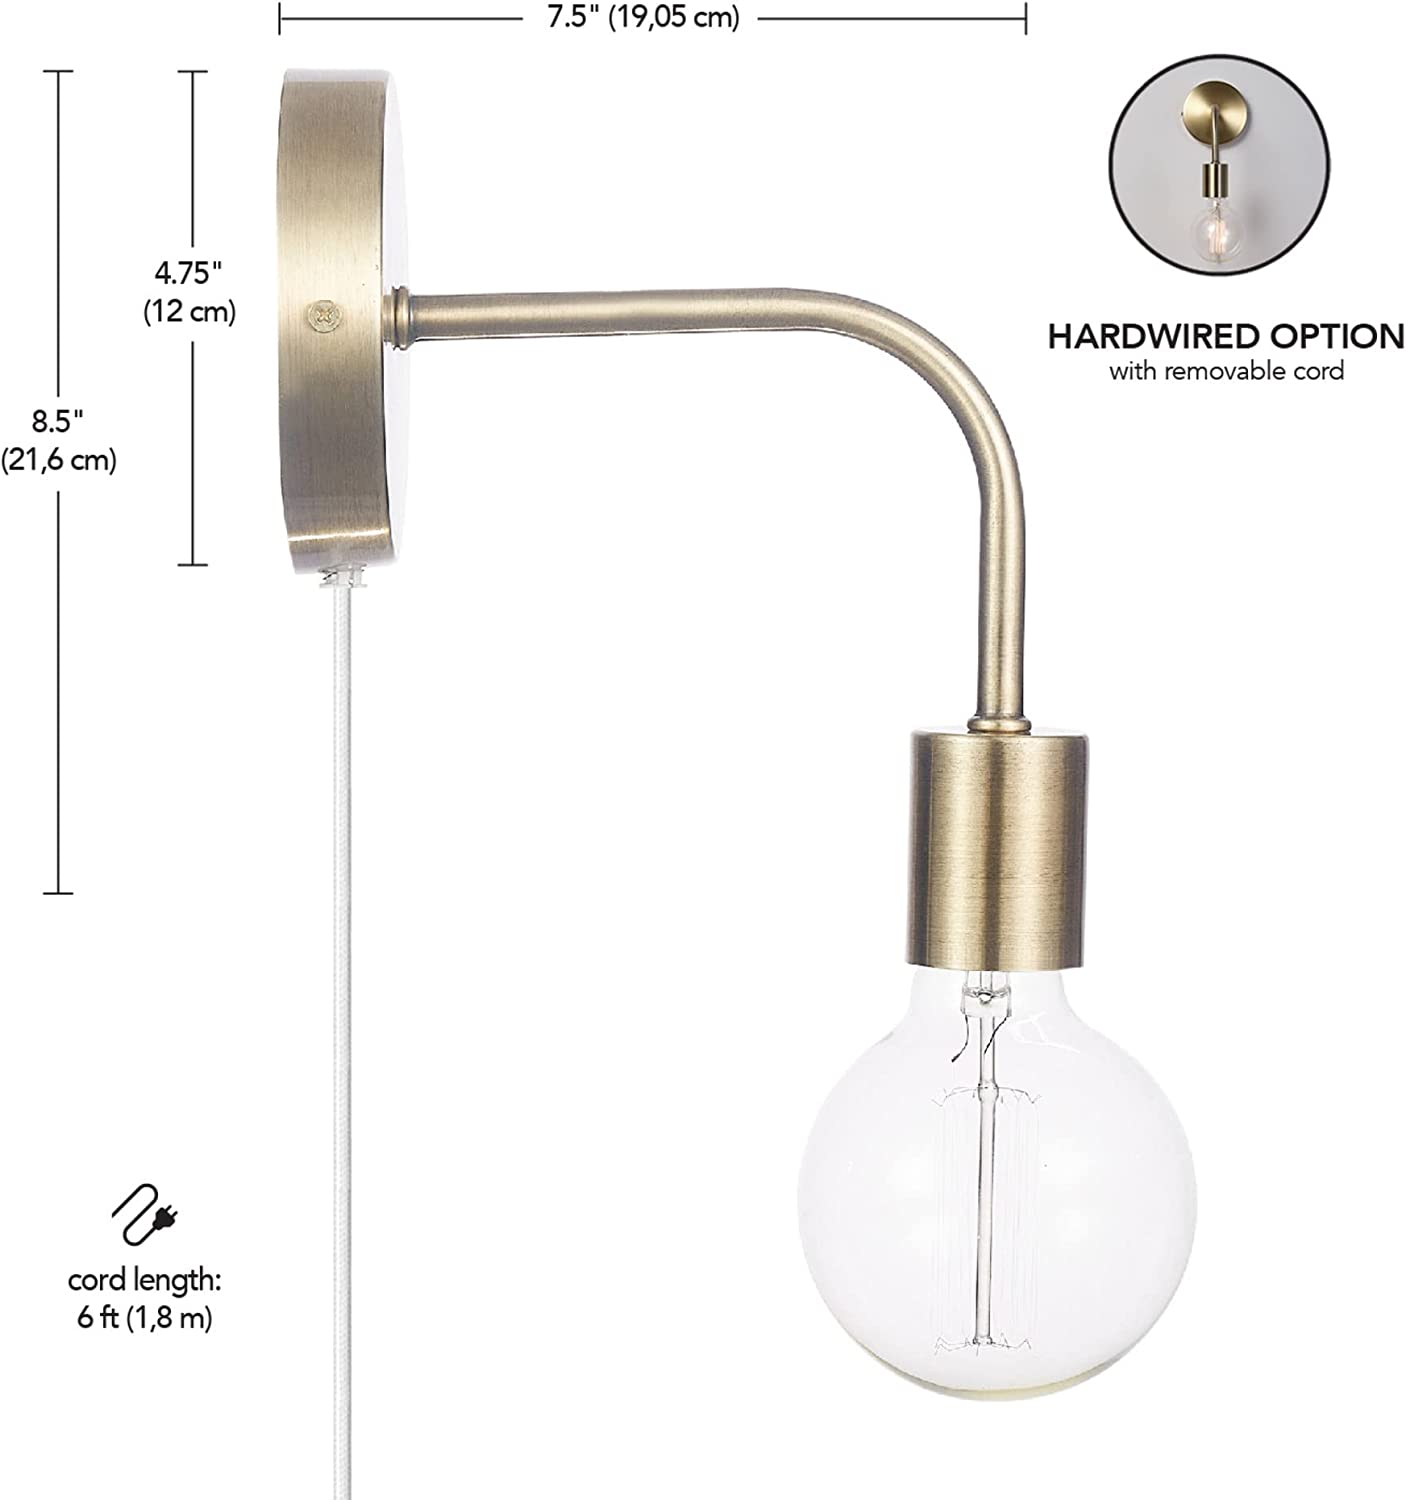 7.5" (19,05 cm)
4.75"
(12 cm)
8.5"
(21,6 cm)
HARDWIRED OPTION
with removable cord
cord length:
6 ft (1,8 m)